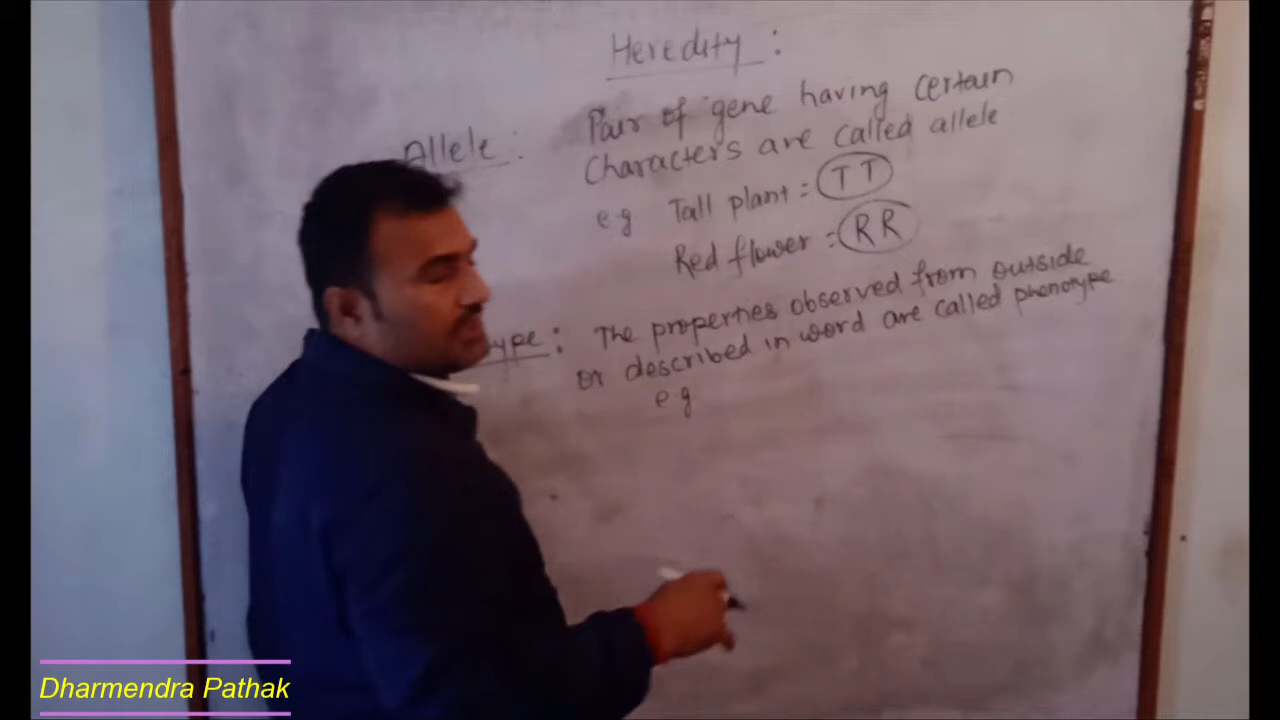 Heredity :
Allele : Pair of gene having certain
characters are called allele
e.g Tall plant = TT
Red flower = RR
type : The properties observed from outside
or described in word are called phenotype
e.g
Dharmendra Pathak